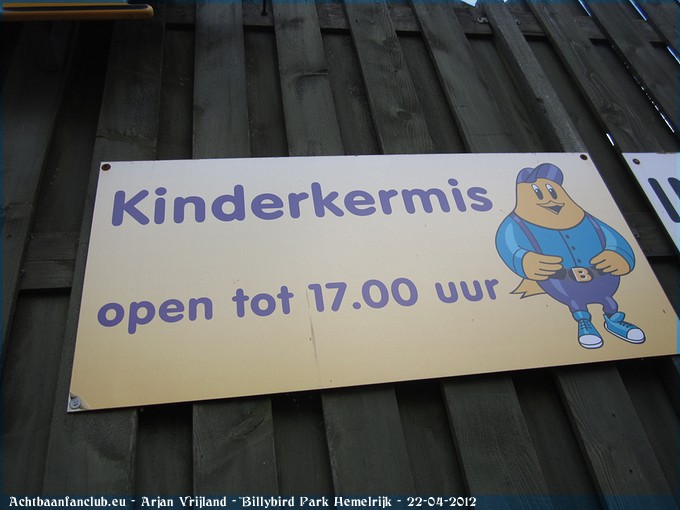 Kinderkermis
open tot 17.00 uur
B
Achtbaanfanclub.eu - Arjan Vrijland - Billybird Park Hemelrijk - 22-04-2012